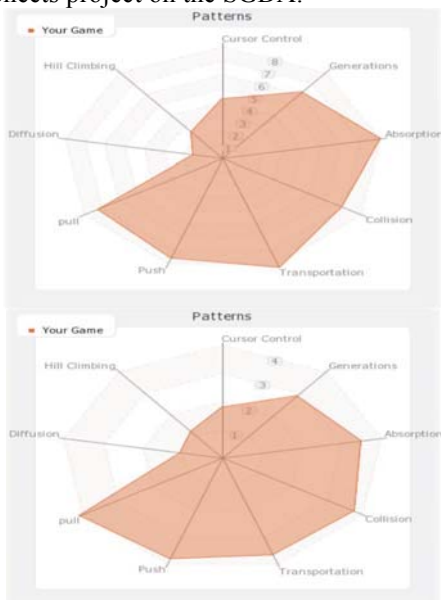 eets project on the SGDA.
Patterns
Your Game
Cursor Control
8
Hill Climbing
Generations
7
6
5
4
3
Diffusion
Absorption
2
1
pull
Collision
Push
Transportation
Patterns
Your Game
Cursor Control
4
Hill Climbing
Generations
3
2
Diffusion
Absorption
1
pull
Collision
Push
Transportation